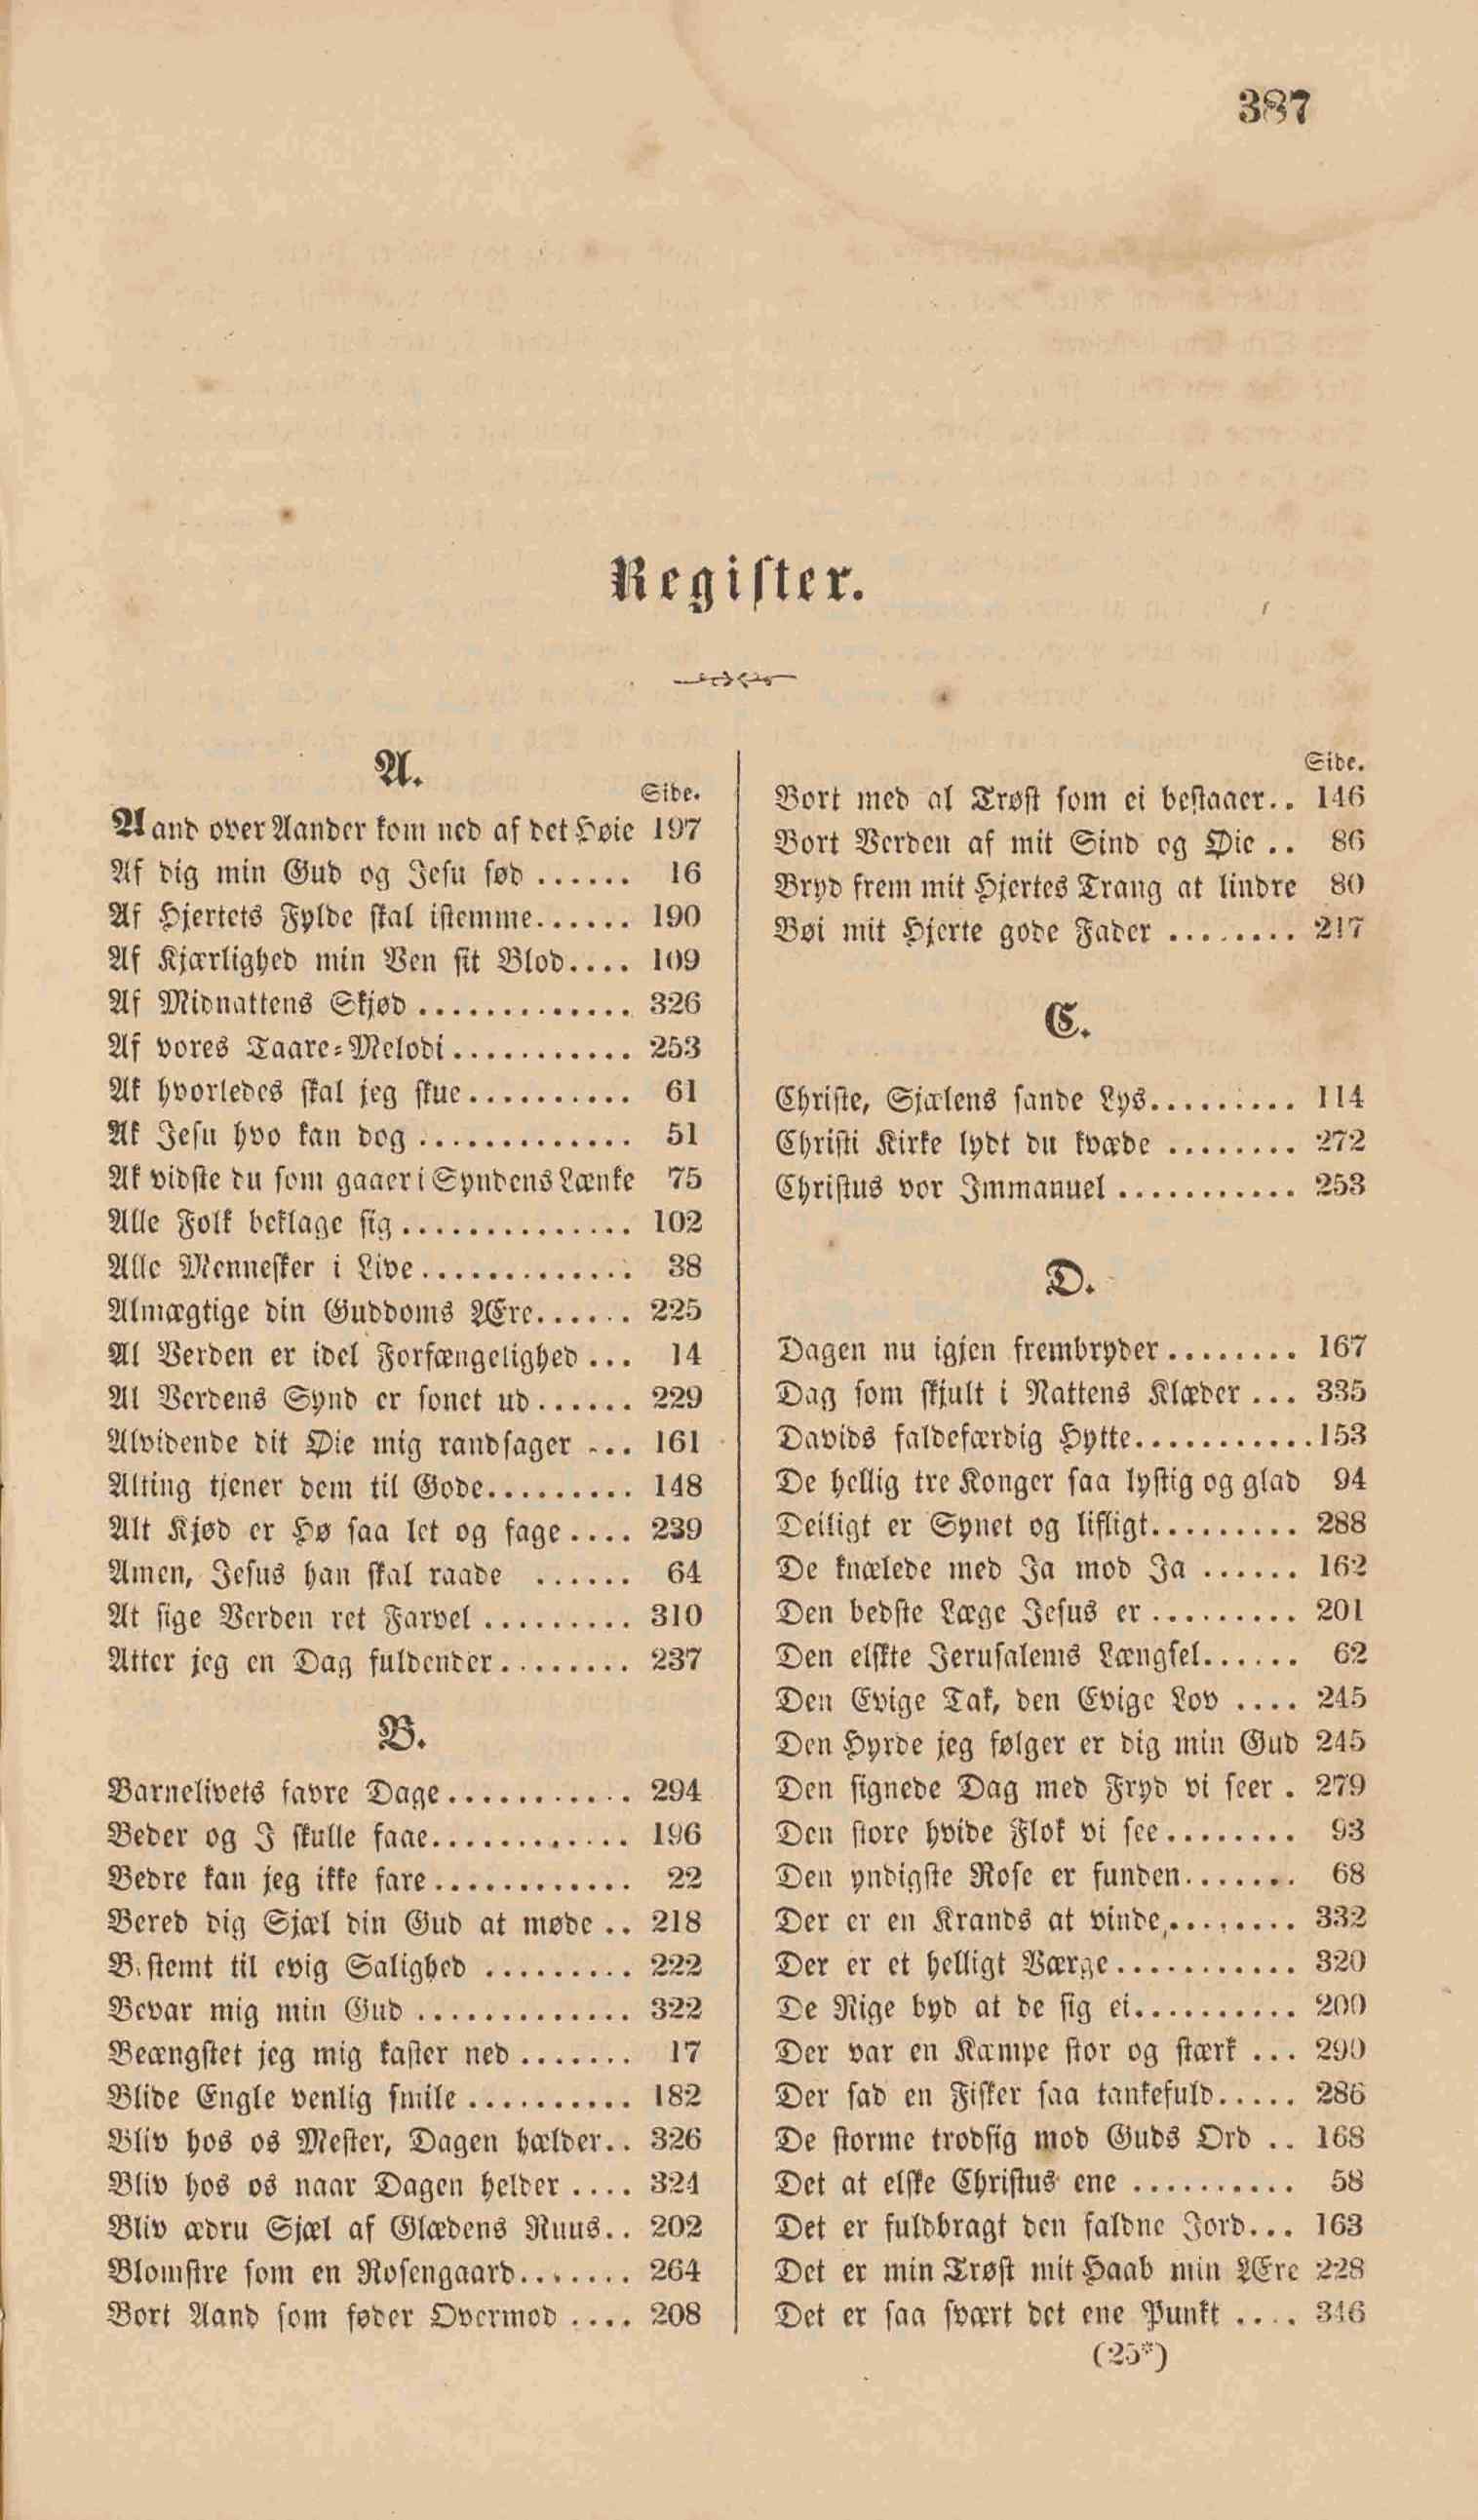 387
Register.
A.
Side.
Aand over Aander kom ned af det Høie 197
Af dig min Gud og Jesu sød ...... 16
Af Hjertets Fylde skal istemme...... 190
Af Kjærlighed min Ven sit Blod.... 109
Af Midnattens Skjød ............. 326
Af vores Taare-Melodi ........... 253
Ak hvorledes skal jeg skue.......... 61
Ak Jesu hvo kan dog ............. 51
Ak vidste du som gaaer i Syndens Lænke 75
Alle Folk beklage sig .............. 102
Alle Mennesker i Live ............. 38
Almægtige din Guddoms Ære...... 225
Al Verden er idel Forfængelighed ... 14
Al Verdens Synd er sonet ud ...... 229
Alvidende dit Øie mig randsager ... 161
Alting tjener dem til Gode......... 148
Alt Kjød er Hø saa let og fage .... 239
Amen, Jesus han skal raade ...... 64
At sige Verden ret Farvel ......... 310
Atter jeg en Dag fuldender ........ 237
B.
Barnelivets favre Dage ........... 294
Beder og I skulle faae............ 196
Bedre kan jeg ikke fare ............ 22
Bered dig Sjæl din Gud at møde .. 218
B.stemt til evig Salighed ......... 222
Bevar mig min Gud ............. 322
Beængstet jeg mig kaster ned ....... 17
Blide Engle venlig smile .......... 182
Bliv hos os Mester, Dagen hælder.. 326
Bliv hos os naar Dagen helder .... 324
Bliv ædru Sjæl af Glædens Ruus.. 202
Blomstre som en Rosengaard....... 264
Bort Aand som føder Overmod .... 208
Side.
Bort med al Trøst som ei bestaaer.. 146
Bort Verden af mit Sind og Øie .. 86
Bryd frem mit Hjertes Trang at lindre 80
Bøi mit Hjerte gode Fader ........ 217
C.
Christe, Sjælens sande Lys......... 114
Christi Kirke lydt du kvæde ........ 272
Christus vor Immanuel ........... 253
D.
Dagen nu igjen frembryder ........ 167
Dag som skjult i Nattens Klæder ... 335
Davids faldefærdig Hytte...........153
De hellig tre Konger saa lystig og glad 94
Deiligt er Synet og lifligt......... 288
De knælede med Ja mod Ja ...... 162
Den bedste Læge Jesus er ......... 201
Den elskte Jerusalems Længsel...... 62
Den Evige Tak, den Evige Lov .... 245
Den Hyrde jeg følger er dig min Gud 245
Den signede Dag med Fryd vi seer . 279
Den store hvide Flok vi see ........ 93
Den yndigste Rose er funden....... 68
Der er en Krands at vinde,........ 332
Der er et helligt Værge ........... 320
De Rige byd at de sig ei.......... 200
Der var en Kæmpe stor og stærk ... 290
Der sad en Fisker saa tankefuld..... 286
De storme trodsig mod Guds Ord .. 168
Det at elske Christus ene .......... 58
Det er fuldbragt den faldne Jord... 163
Det er min Trøst mit Haab min Ære 228
Det er saa svært det ene Punkt .... 346
(25*)